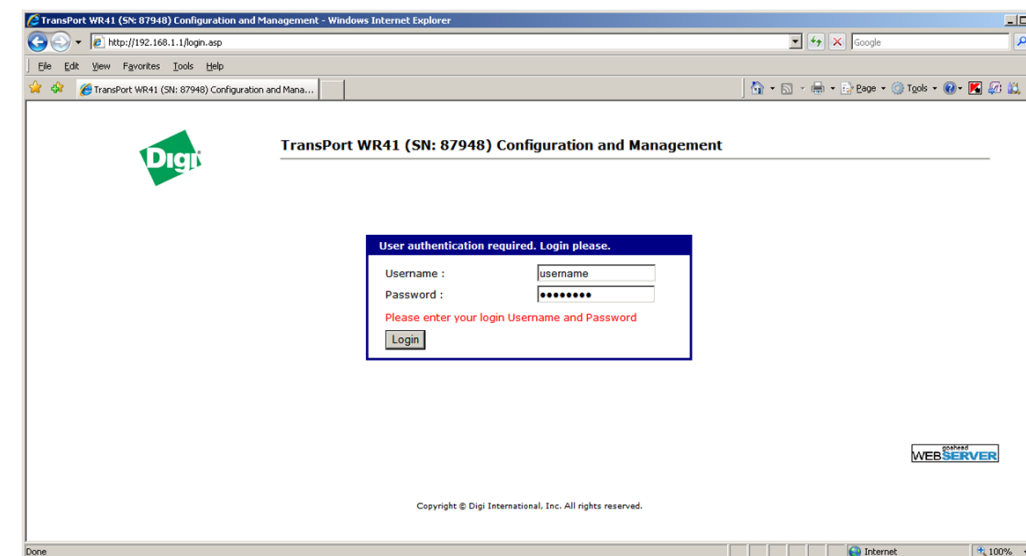 TransPort WR41 (SN: 87948) Configuration and Management - Windows Internet Explorer
http://192.168.1.1/login.asp
Google
File Edit View Favorites Tools Help
TransPort WR41 (SN: 87948) Configuration and Mana...
Page Tools
Digi
TransPort WR41 (SN: 87948) Configuration and Management
User authentication required. Login please.
Username : username
Password : ••••••••
Please enter your login Username and Password
Login
goahead
WEBSERVER
Copyright © Digi International, Inc. All rights reserved.
Done Internet 100%